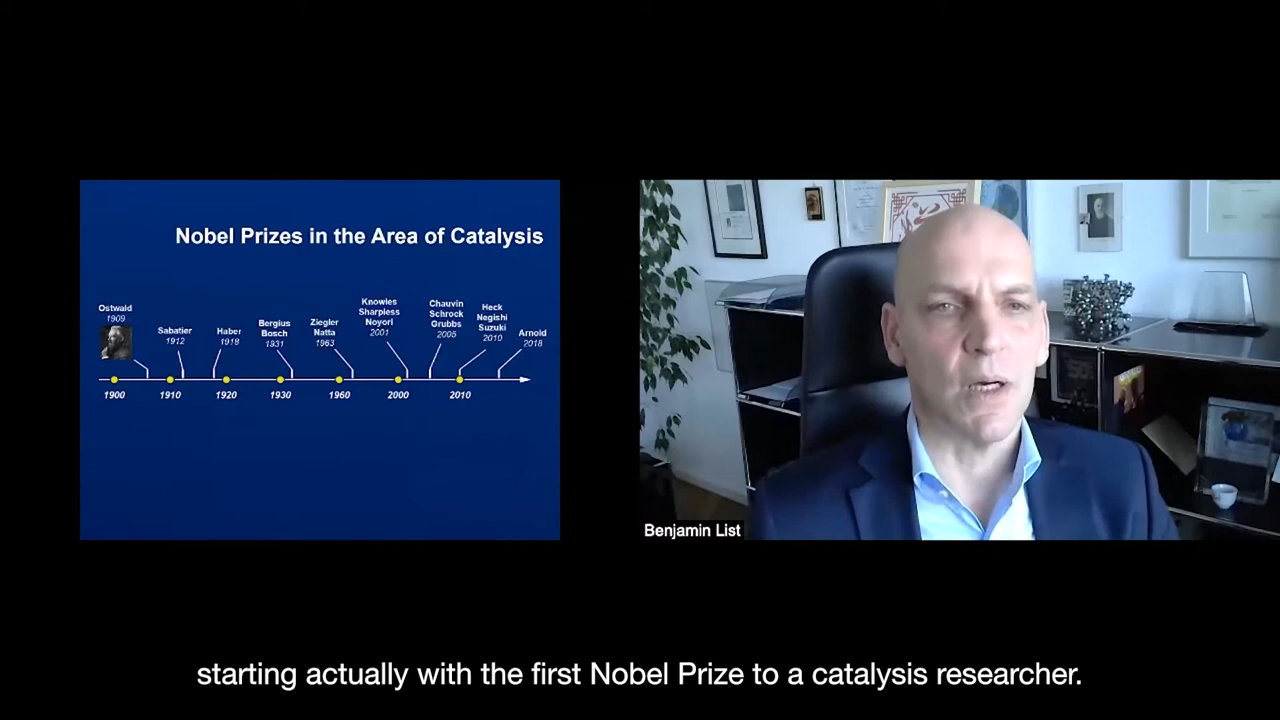 Nobel Prizes in the Area of Catalysis
Ostwald
1909
Sabatier
1912
Haber
1918
Bergius
Bosch
1931
Ziegler
Natta
1963
Knowles
Sharpless
Noyori
2001
Chauvin
Schrock
Grubbs
2005
Heck
Negishi
Suzuki
2010
Arnold
2018
1900
1910
1920
1930
1960
2000
2010
Benjamin List
starting actually with the first Nobel Prize to a catalysis researcher.